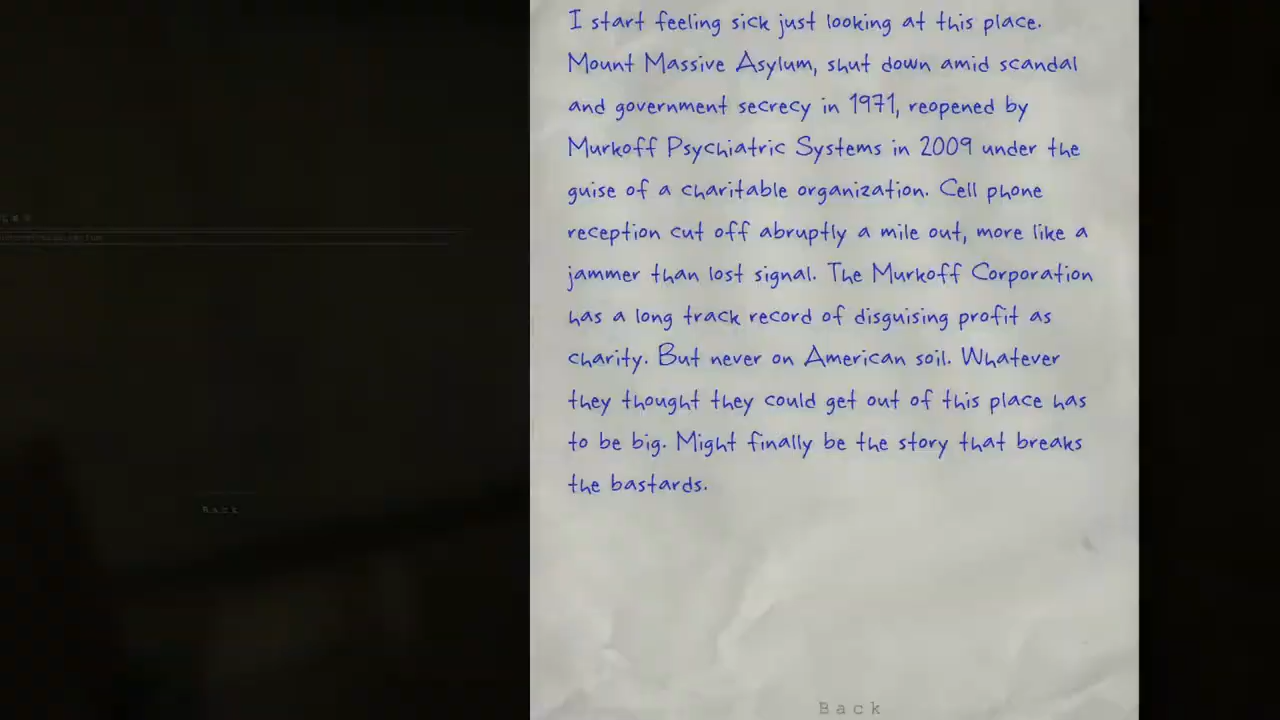 I start feeling sick just looking at this place.
Mount Massive Asylum, shut down amid scandal
and government secrecy in 1971, reopened by
Murkoff Psychiatric Systems in 2009 under the
guise of a charitable organization. Cell phone
reception cut off abruptly a mile out, more like a
jammer than lost signal. The Murkoff Corporation
has a long track record of disguising profit as
charity. But never on American soil. Whatever
they thought they could get out of this place has
to be big. Might finally be the story that breaks
the bastards.
Back
Back